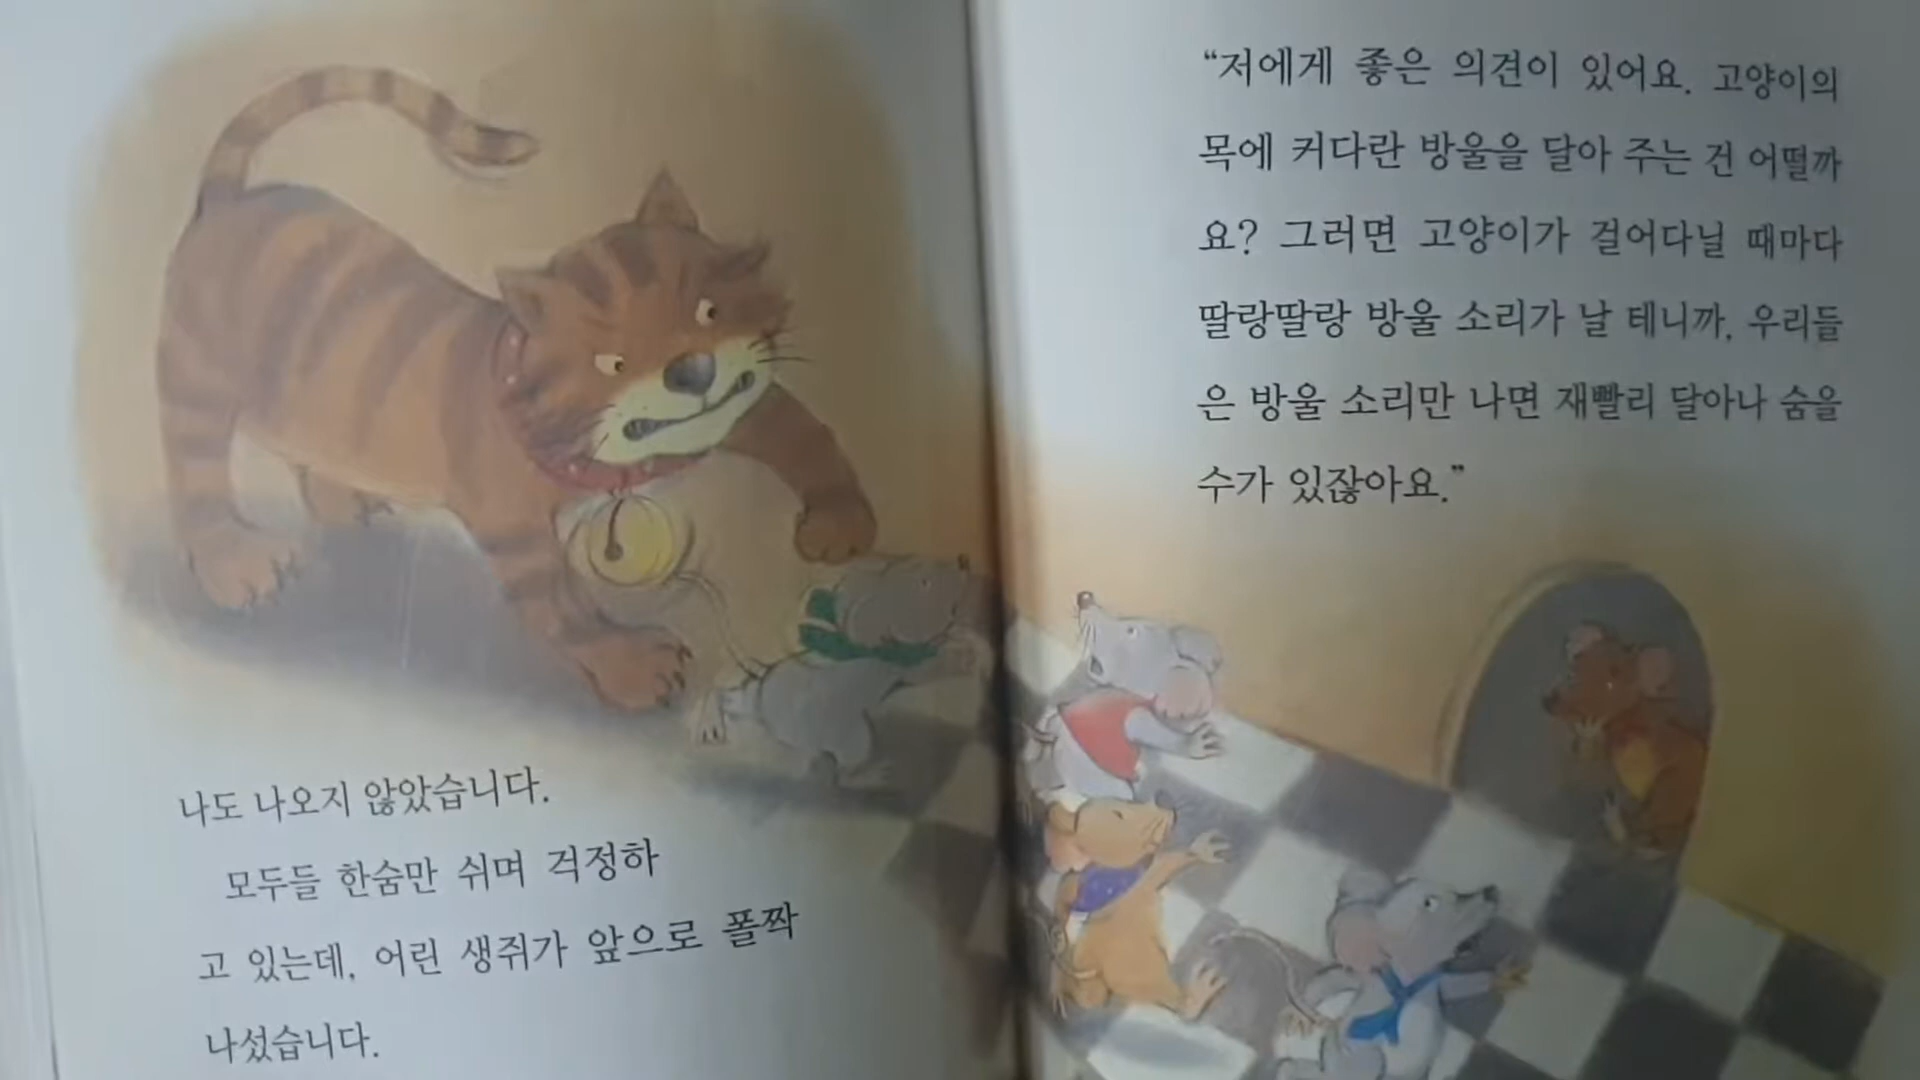 나도 나오지 않았습니다.
모두들 한숨만 쉬며 걱정하
고 있는데, 어린 생쥐가 앞으로 폴짝
나섰습니다.
“저에게 좋은 의견이 있어요. 고양이의
목에 커다란 방울을 달아 주는 건 어떨까
요? 그러면 고양이가 걸어다닐 때마다
딸랑딸랑 방울 소리가 날 테니까, 우리들
은 방울 소리만 나면 재빨리 달아나 숨을
수가 있잖아요.”